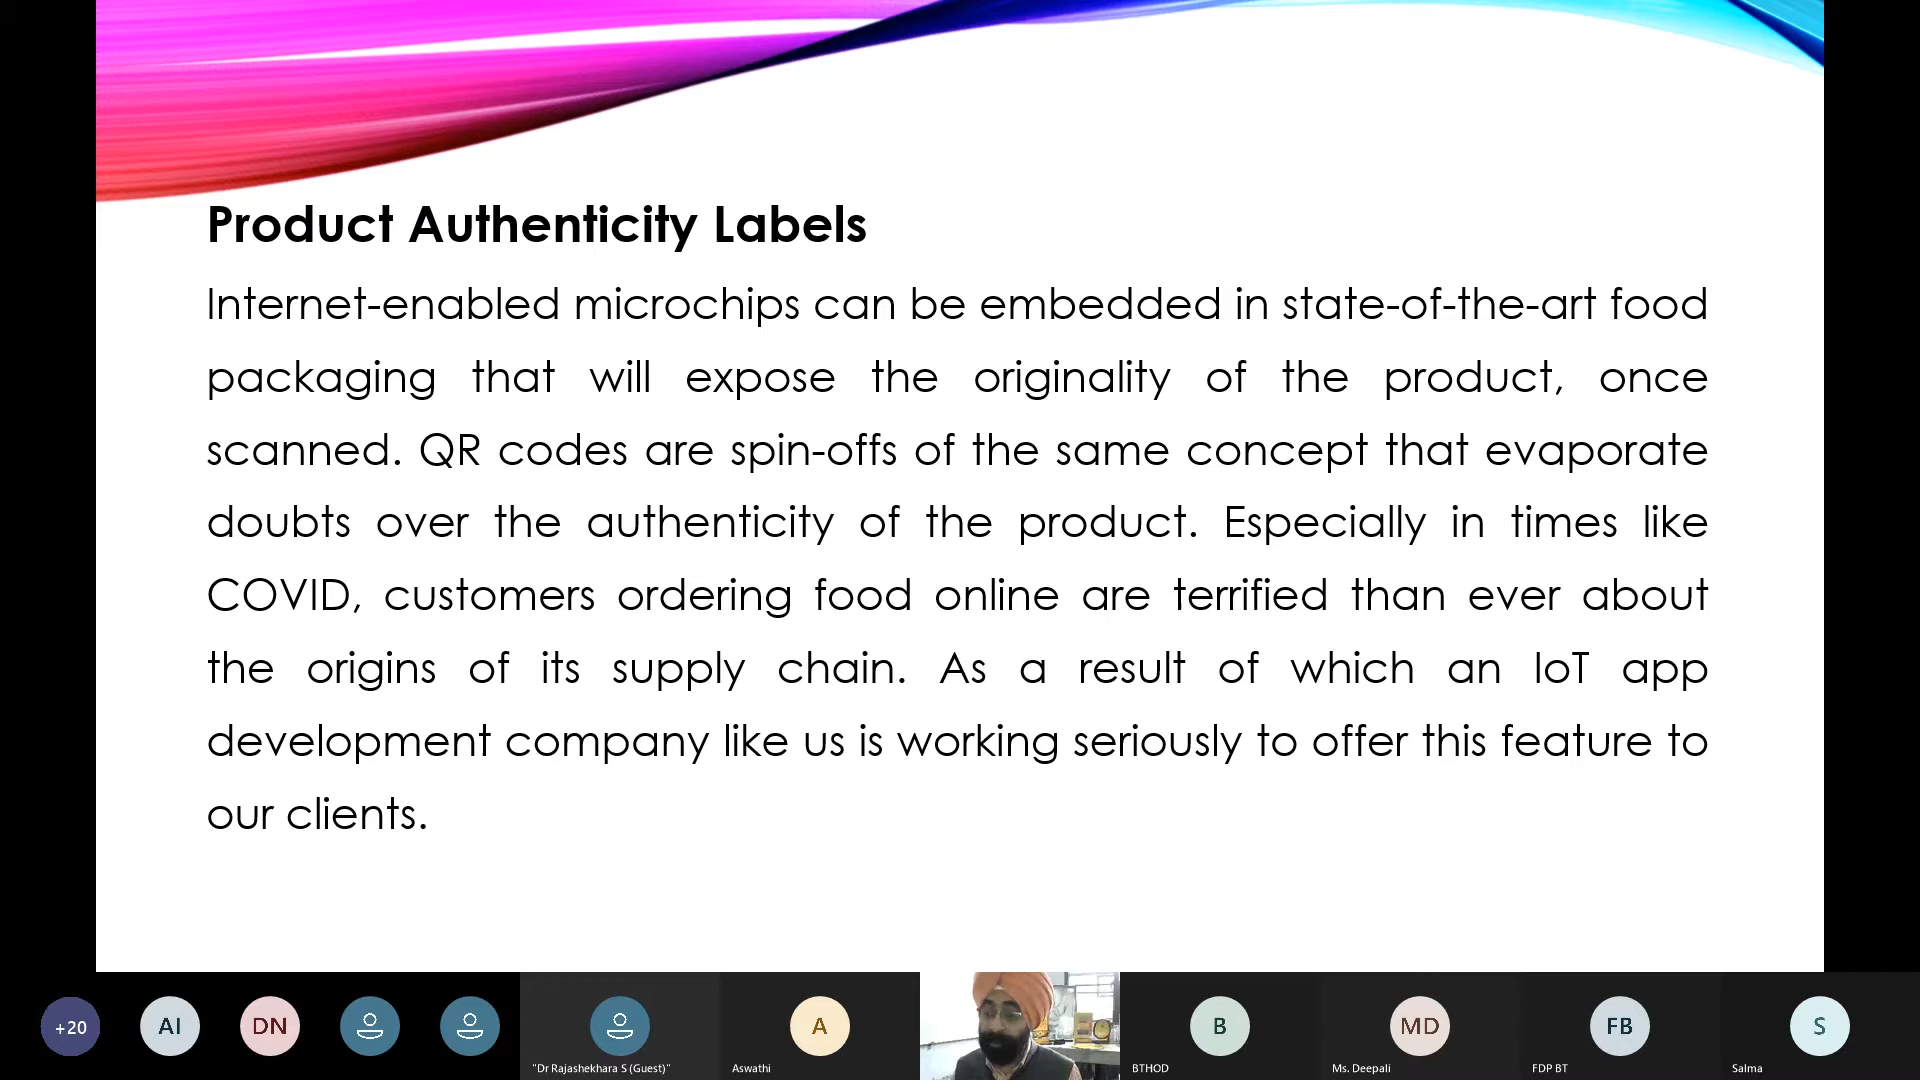 Product Authenticity Labels
Internet-enabled microchips can be embedded in state-of-the-art food
packaging that will expose the originality of the product, once
scanned. QR codes are spin-offs of the same concept that evaporate
doubts over the authenticity of the product. Especially in times like
COVID, customers ordering food online are terrified than ever about
the origins of its supply chain. As a result of which an IoT app
development company like us is working seriously to offer this feature to
our clients.
+20
AI
DN
A
B
MD
FB
S
"Dr Rajashekhara S (Guest)"
Aswathi
BTHOD
Ms. Deepali
FDP BT
Salma